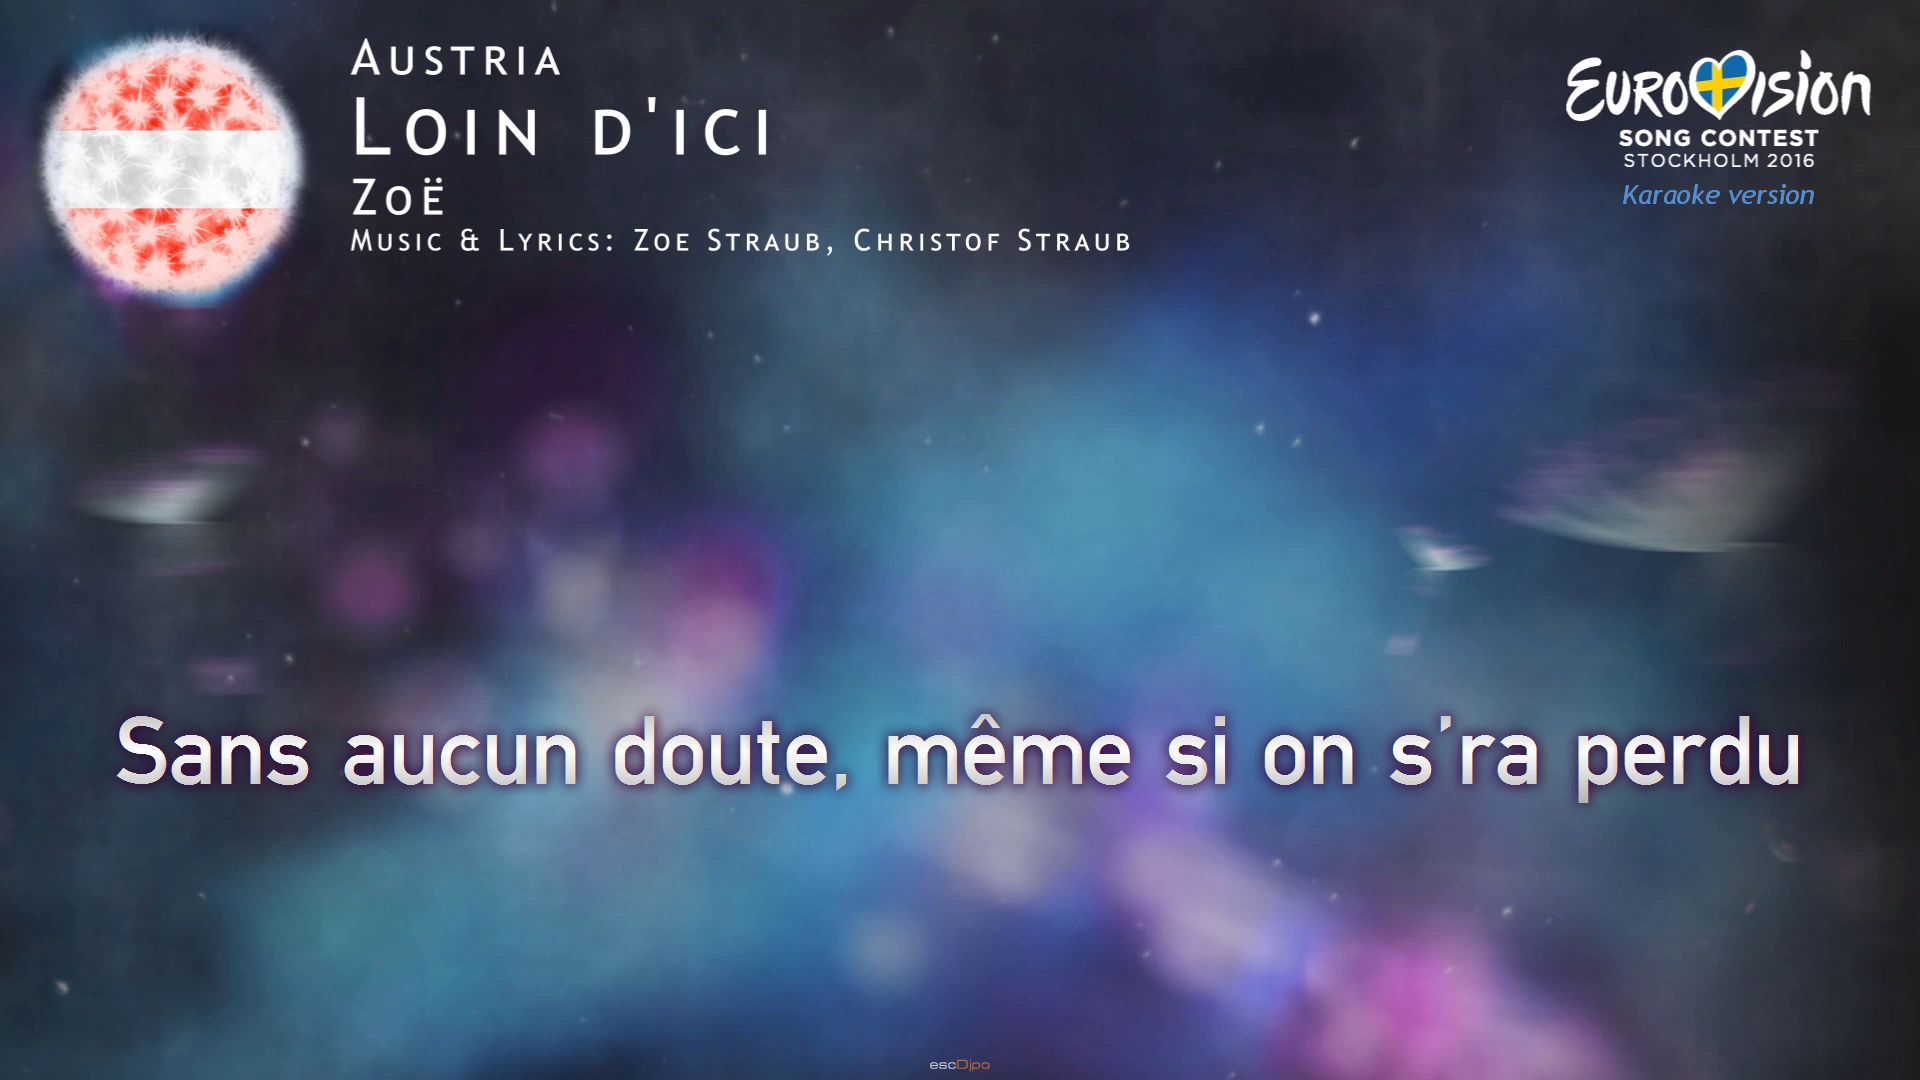 Austria
Loin d'ici
Zoë
Music & Lyrics: Zoe Straub, Christof Straub
EUROVISION
SONG CONTEST
STOCKHOLM 2016
Karaoke version
Sans aucun doute, même si on s'ra perdu
escDjpo